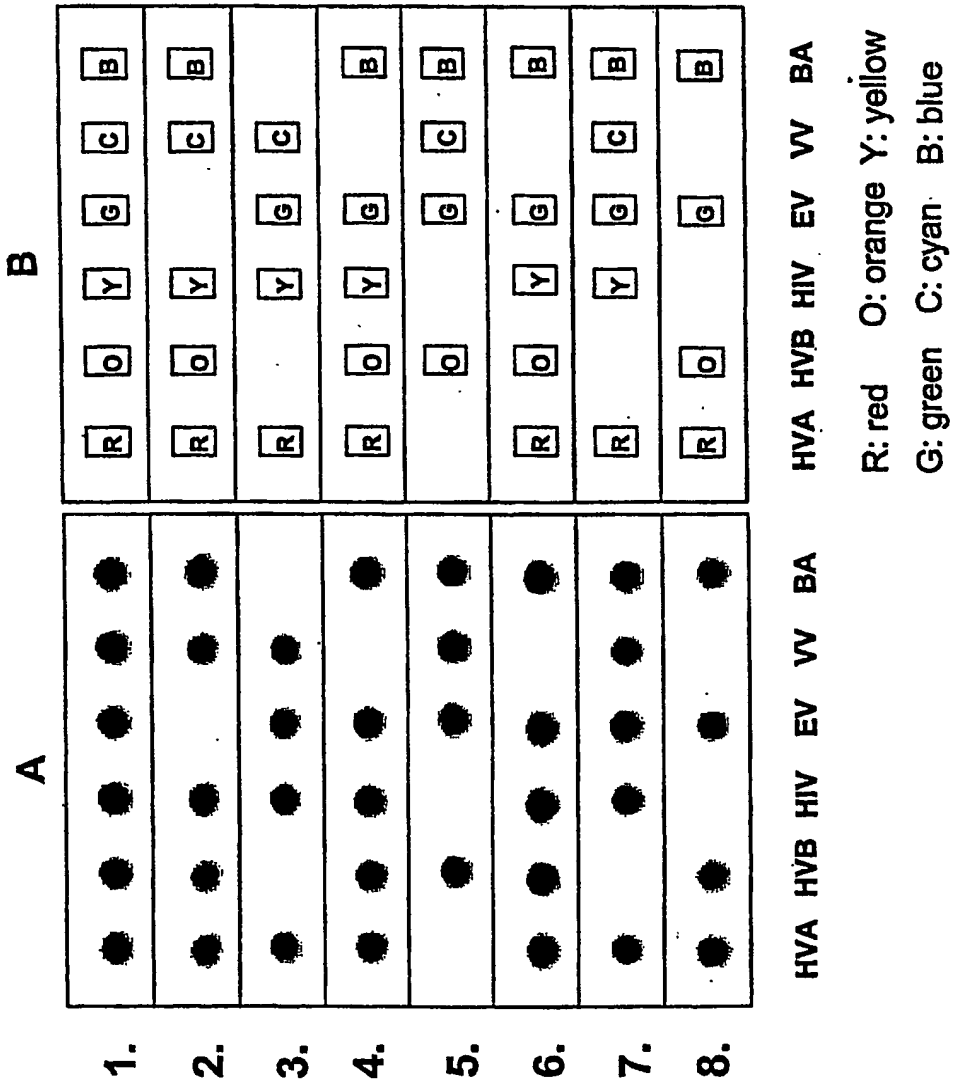 A B
1. R O Y G C B
2. R O Y C B
3. R Y G C
4. R O Y G B
5. O G C B
6. R O Y G B
7. R Y G C B
8. R O G B
HVA HVB HIV EV VV BA HVA HVB HIV EV VV BA
R: red O: orange Y: yellow
G: green C: cyan B: blue